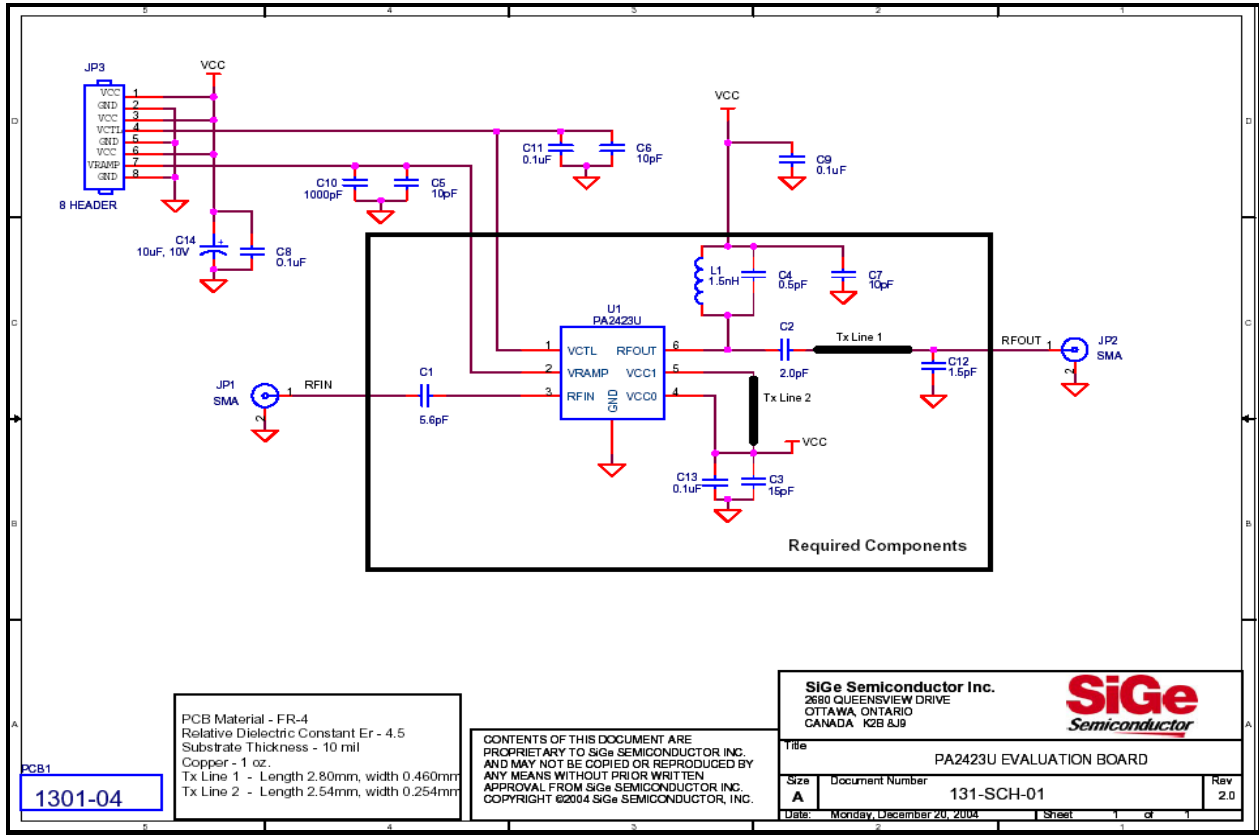 5 4 3 2 1
D
C
B
A
JP3
VCC 1
GND 2
VCC 3
VCTL 4
GND 5
VCC 6
VRAMP 7
GND 8
8 HEADER
VCC
C14
10uF, 10V
+
C8
0.1uF
C10
1000pF
C5
10pF
C11
0.1uF
C6
10pF
VCC
C9
0.1uF
L1
1.5nH
C4
0.5pF
C7
10pF
U1
PA2423U
1 VCTL RFOUT 6
2 VRAMP VCC1 5
3 RFIN GND VCC0 4
JP1
SMA
1
2
RFIN
C1
5.6pF
C2
2.0pF
Tx Line 1
C12
1.5pF
RFOUT 1
2
JP2
SMA
Tx Line 2
VCC
C13
0.1uF
C3
15pF
Required Components
PCB Material - FR-4
Relative Dielectric Constant Er - 4.5
Substrate Thickness - 10 mil
Copper - 1 oz.
Tx Line 1 - Length 2.80mm, width 0.460mm
Tx Line 2 - Length 2.54mm, width 0.254mm
PCB1
1301-04
CONTENTS OF THIS DOCUMENT ARE
PROPRIETARY TO SiGe SEMICONDUCTOR INC.
AND MAY NOT BE COPIED OR REPRODUCED BY
ANY MEANS WITHOUT PRIOR WRITTEN
APPROVAL FROM SiGe SEMICONDUCTOR INC.
COPYRIGHT ©2004 SiGe SEMICONDUCTOR, INC.
SiGe Semiconductor Inc.
2680 QUEENSVIEW DRIVE
OTTAWA, ONTARIO
CANADA K2B 8J9
SiGe
Semiconductor
Title
PA2423U EVALUATION BOARD
Size
A
Document Number
131-SCH-01
Rev
2.0
Date: Monday, December 20, 2004
Sheet 1 of 1
D
C
B
A
5 4 3 2 1